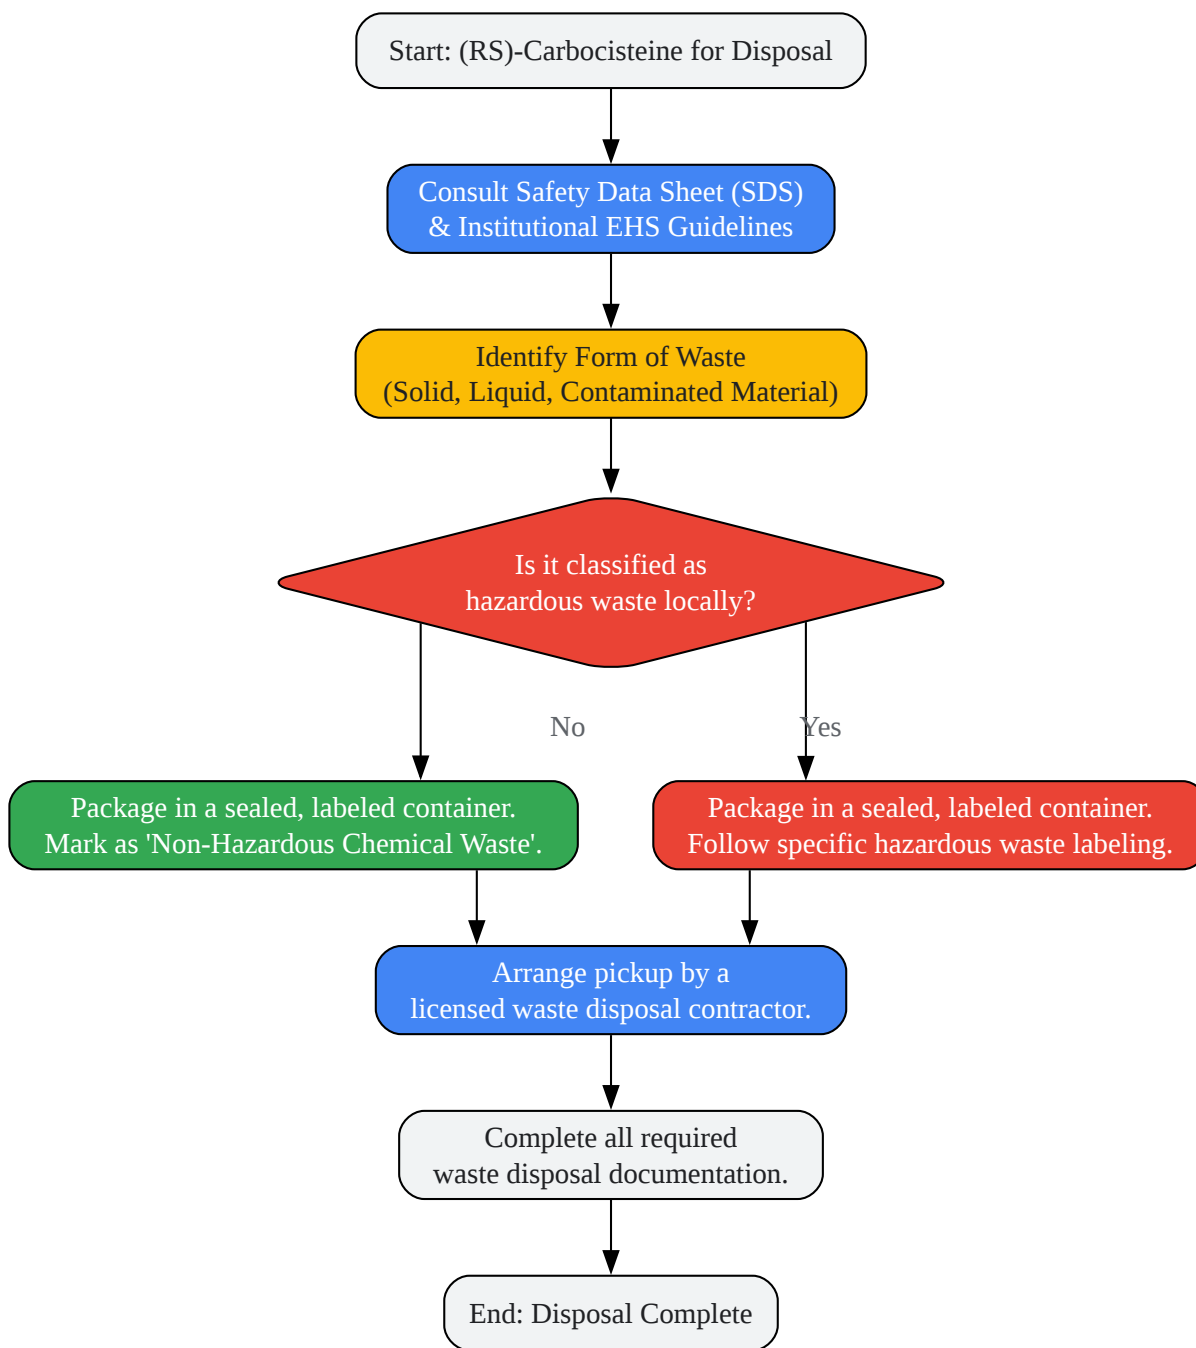 Start: (RS)-Carbocisteine for Disposal
Consult Safety Data Sheet (SDS)
& Institutional EHS Guidelines
Identify Form of Waste
(Solid, Liquid, Contaminated Material)
Is it classified as
hazardous waste locally?
No
Yes
Package in a sealed, labeled container.
Mark as 'Non-Hazardous Chemical Waste'.
Package in a sealed, labeled container.
Follow specific hazardous waste labeling.
Arrange pickup by a
licensed waste disposal contractor.
Complete all required
waste disposal documentation.
End: Disposal Complete